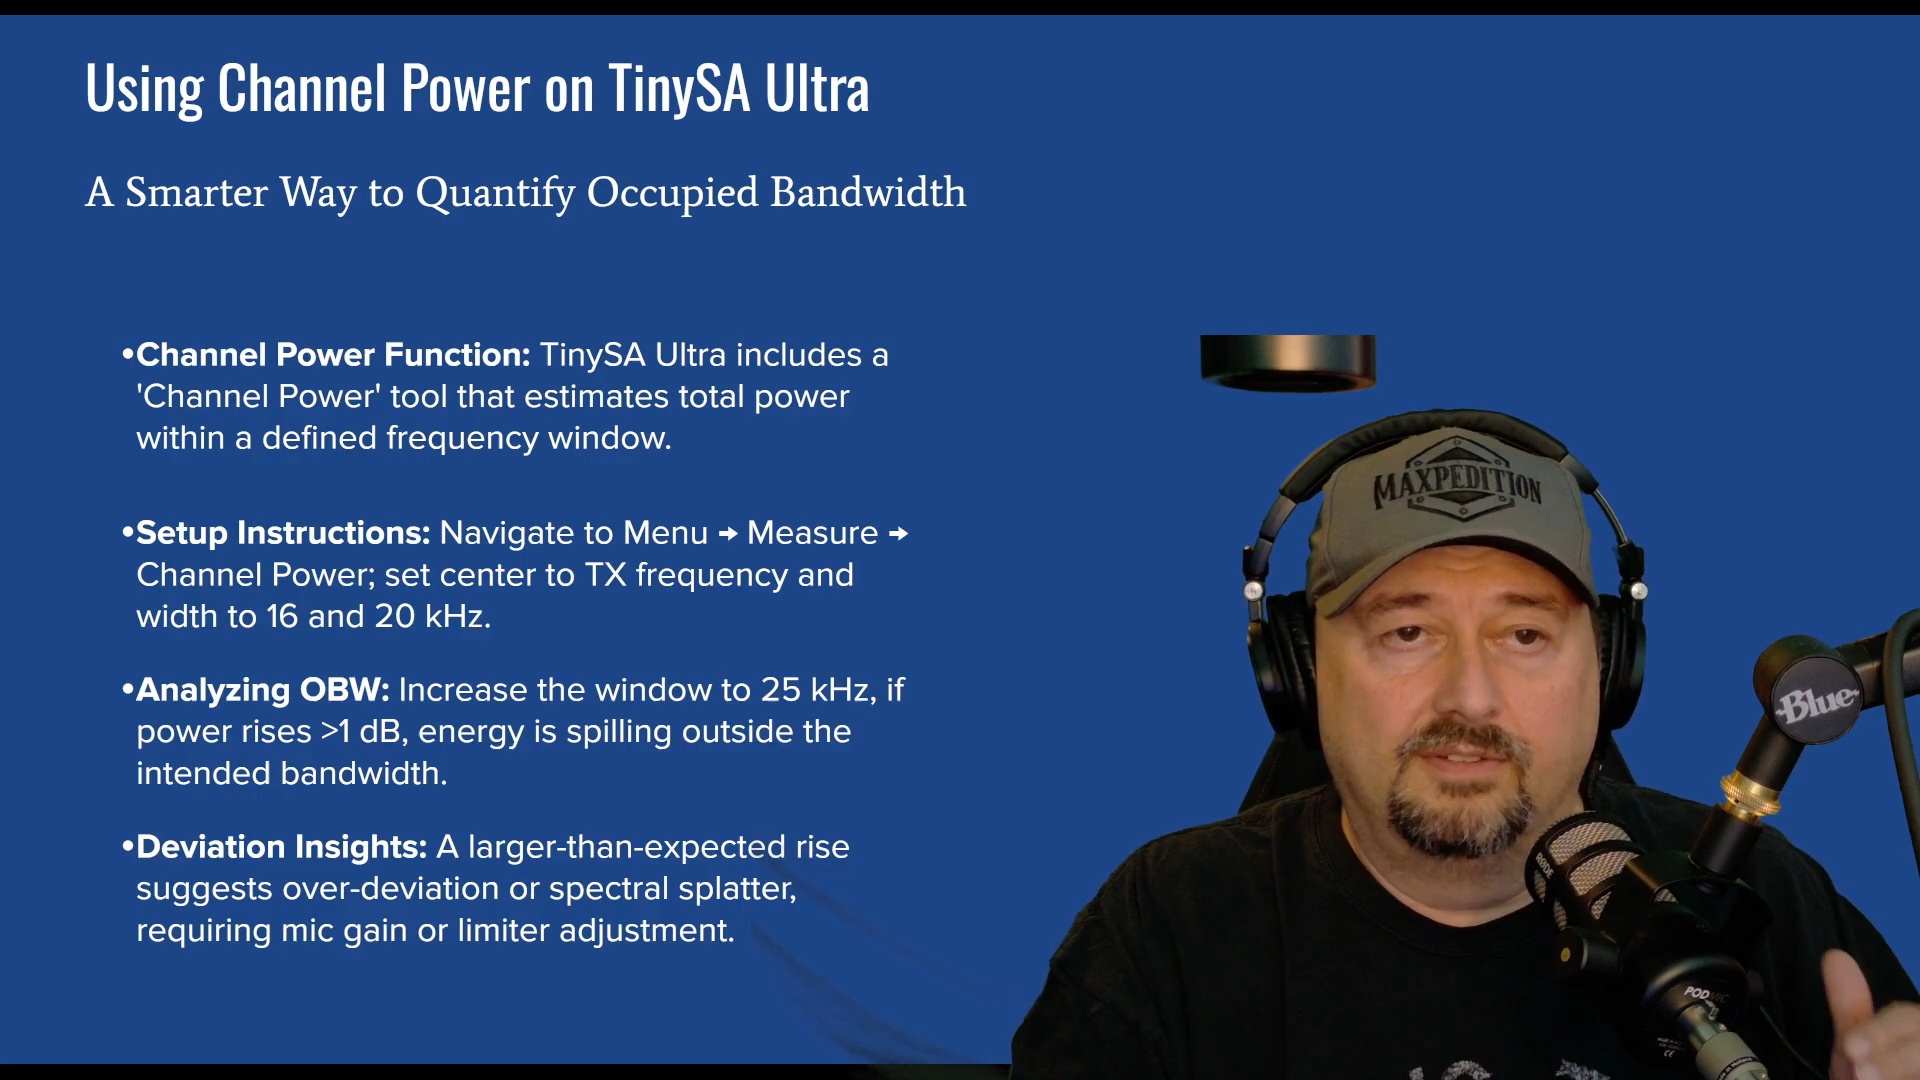 Using Channel Power on TinySA Ultra
A Smarter Way to Quantify Occupied Bandwidth
•Channel Power Function: TinySA Ultra includes a
'Channel Power' tool that estimates total power
within a defined frequency window.
•Setup Instructions: Navigate to Menu → Measure →
Channel Power; set center to TX frequency and
width to 16 and 20 kHz.
•Analyzing OBW: Increase the window to 25 kHz, if
power rises >1 dB, energy is spilling outside the
intended bandwidth.
•Deviation Insights: A larger-than-expected rise
suggests over-deviation or spectral splatter,
requiring mic gain or limiter adjustment.
MAXPEDITION
Blue
RØDE
PODMIC